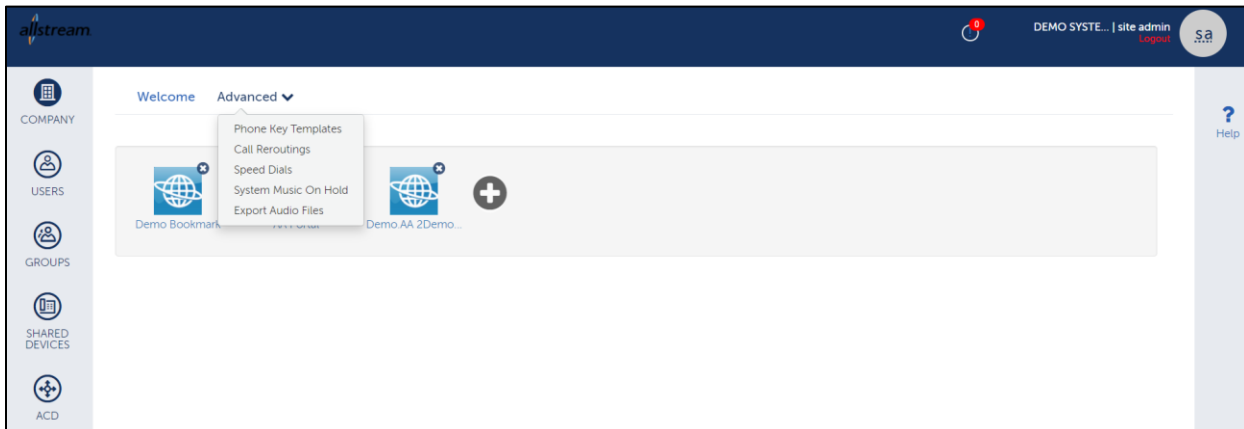 allstream
0
DEMO SYSTE... | site admin
Logout
sa
COMPANY
USERS
GROUPS
SHARED
DEVICES
ACD
Welcome Advanced
Phone Key Templates
Call Reroutings
Speed Dials
System Music On Hold
Export Audio Files
Demo Bookmark
Demo.AA 2Demo...
?
Help